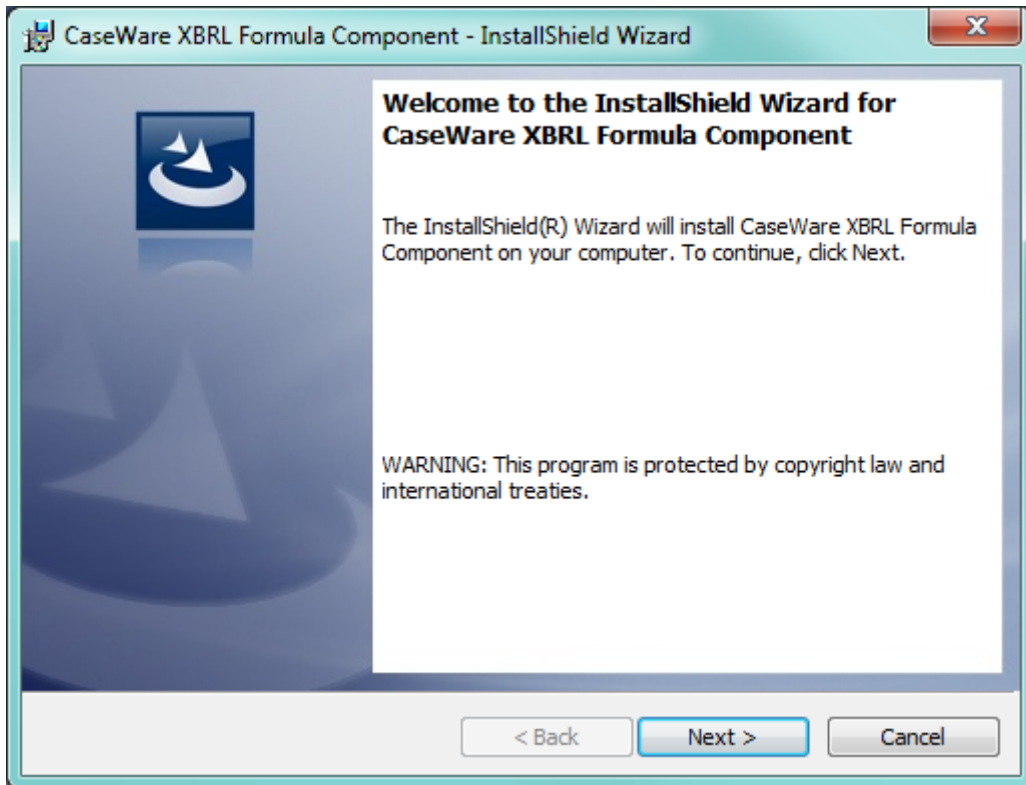 CaseWare XBRL Formula Component - InstallShield Wizard
Welcome to the InstallShield Wizard for
CaseWare XBRL Formula Component
The InstallShield(R) Wizard will install CaseWare XBRL Formula
Component on your computer. To continue, click Next.
WARNING: This program is protected by copyright law and
international treaties.
< Back
Next >
Cancel